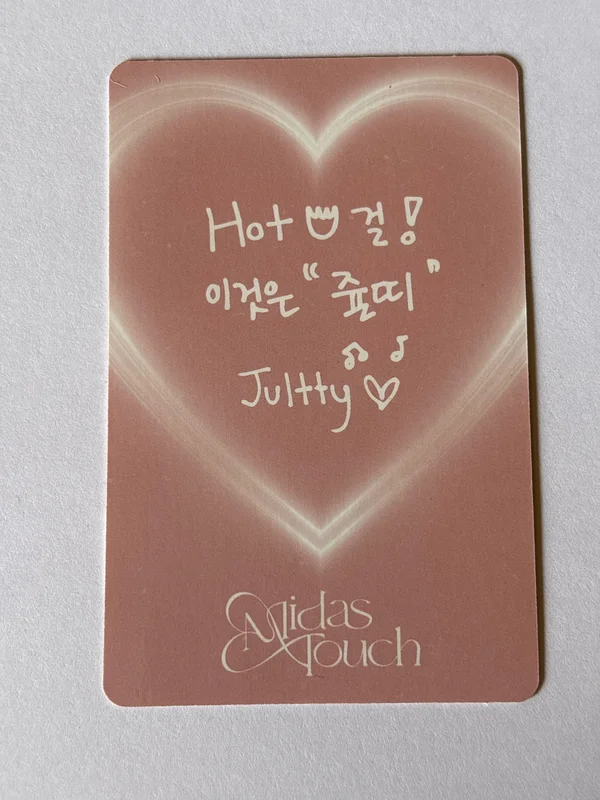 Hot 걸!
이것은 "쥴띠"
Jultty
Midas
Touch